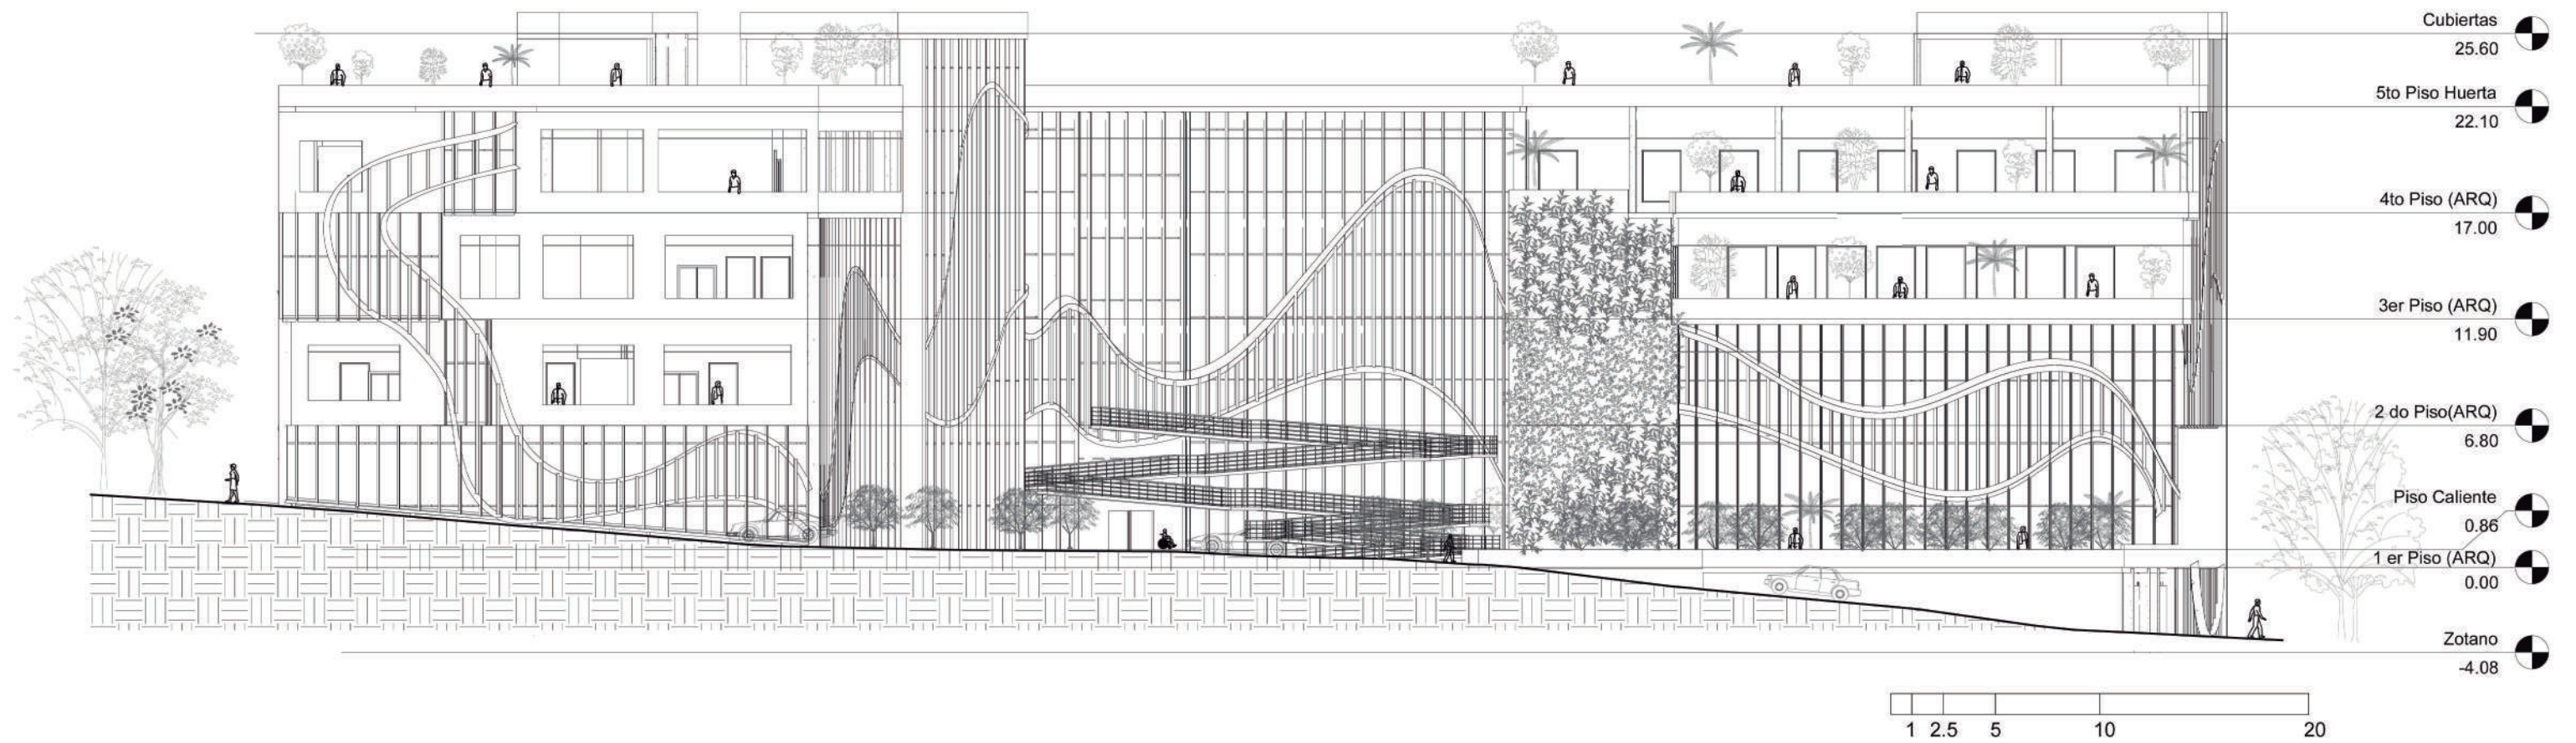 Cubiertas
25.60
5to Piso Huerta
22.10
4to Piso (ARQ)
17.00
3er Piso (ARQ)
11.90
2 do Piso(ARQ)
6.80
Piso Caliente
0.86
1 er Piso (ARQ)
0.00
Zotano
-4.08
1 2.5 5 10 20